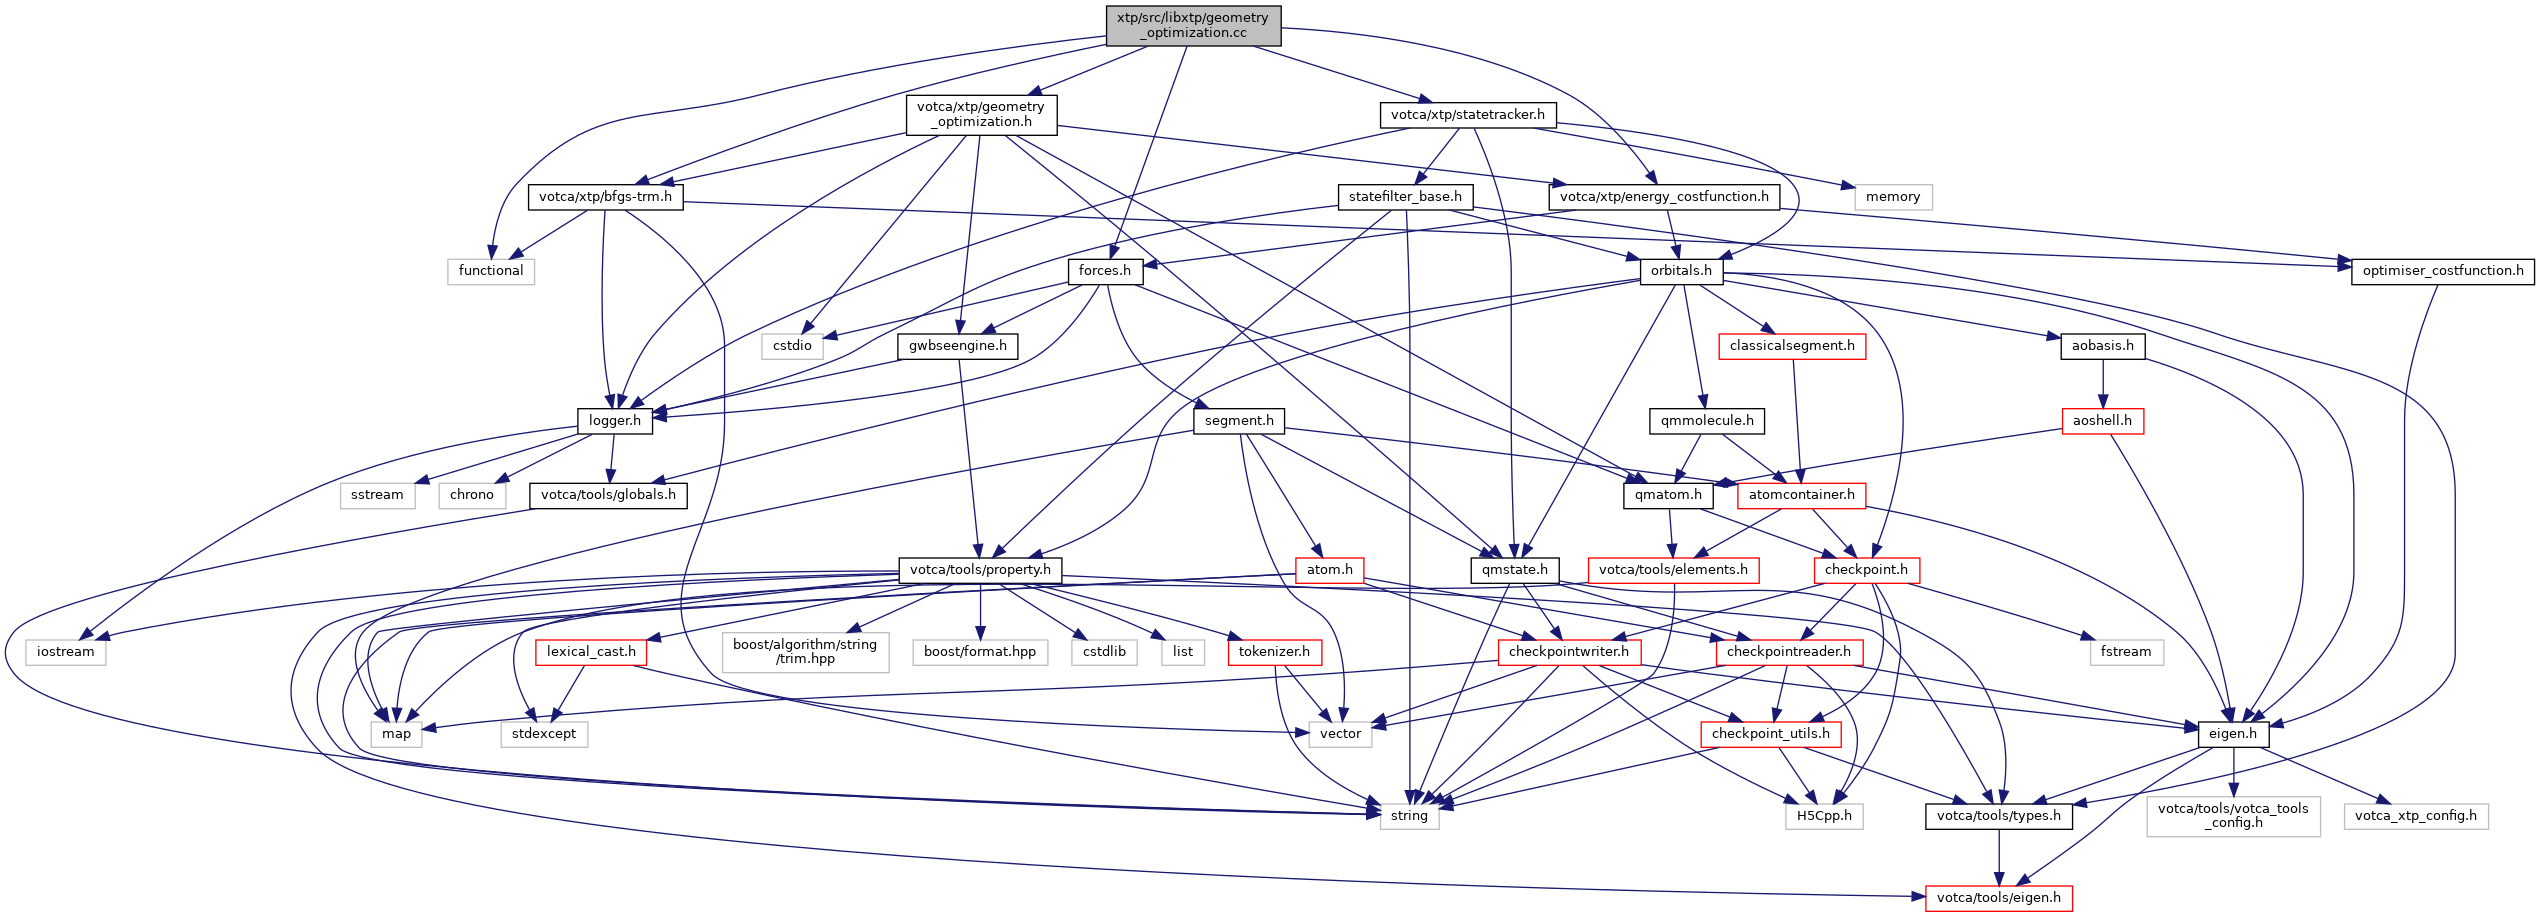 xtp/src/libxtp/geometry
_optimization.cc
votca/xtp/geometry
_optimization.h
votca/xtp/statetracker.h
votca/xtp/bfgs-trm.h
statefilter_base.h
votca/xtp/energy_costfunction.h
memory
functional
forces.h
orbitals.h
optimiser_costfunction.h
cstdio
gwbseengine.h
classicalsegment.h
aobasis.h
logger.h
segment.h
qmmolecule.h
aoshell.h
sstream
chrono
votca/tools/globals.h
qmatom.h
atomcontainer.h
votca/tools/property.h
atom.h
qmstate.h
votca/tools/elements.h
checkpoint.h
iostream
lexical_cast.h
boost/algorithm/string
/trim.hpp
boost/format.hpp
cstdlib
list
tokenizer.h
checkpointwriter.h
checkpointreader.h
fstream
map
stdexcept
vector
checkpoint_utils.h
eigen.h
string
H5Cpp.h
votca/tools/types.h
votca/tools/votca_tools
_config.h
votca_xtp_config.h
votca/tools/eigen.h